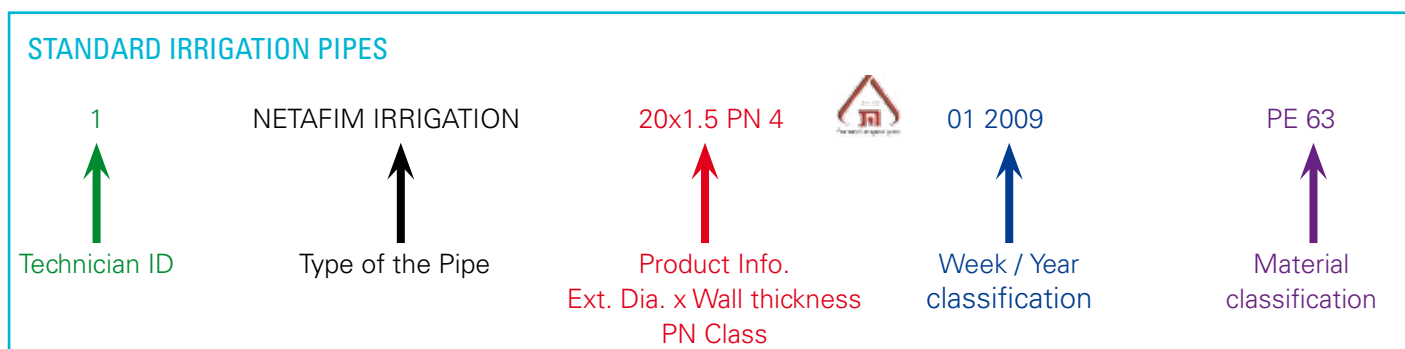 STANDARD IRRIGATION PIPES
1 NETAFIM IRRIGATION 20x1.5 PN 4 01 2009 PE 63
Technician ID Type of the Pipe Product Info. Week / Year Material
Ext. Dia. x Wall thickness classification classification
PN Class